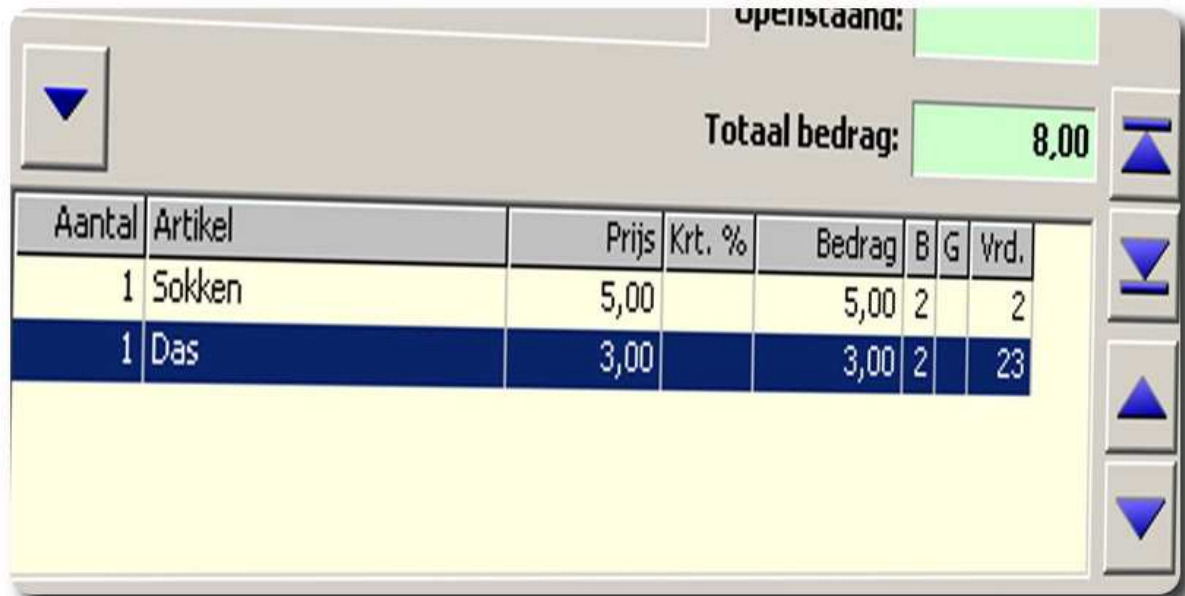 Openstaand:
Totaal bedrag: 8,00
Aantal Artikel Prijs Krt. % Bedrag B G Vrd.
1 Sokken 5,00 5,00 2 2
1 Das 3,00 3,00 2 23